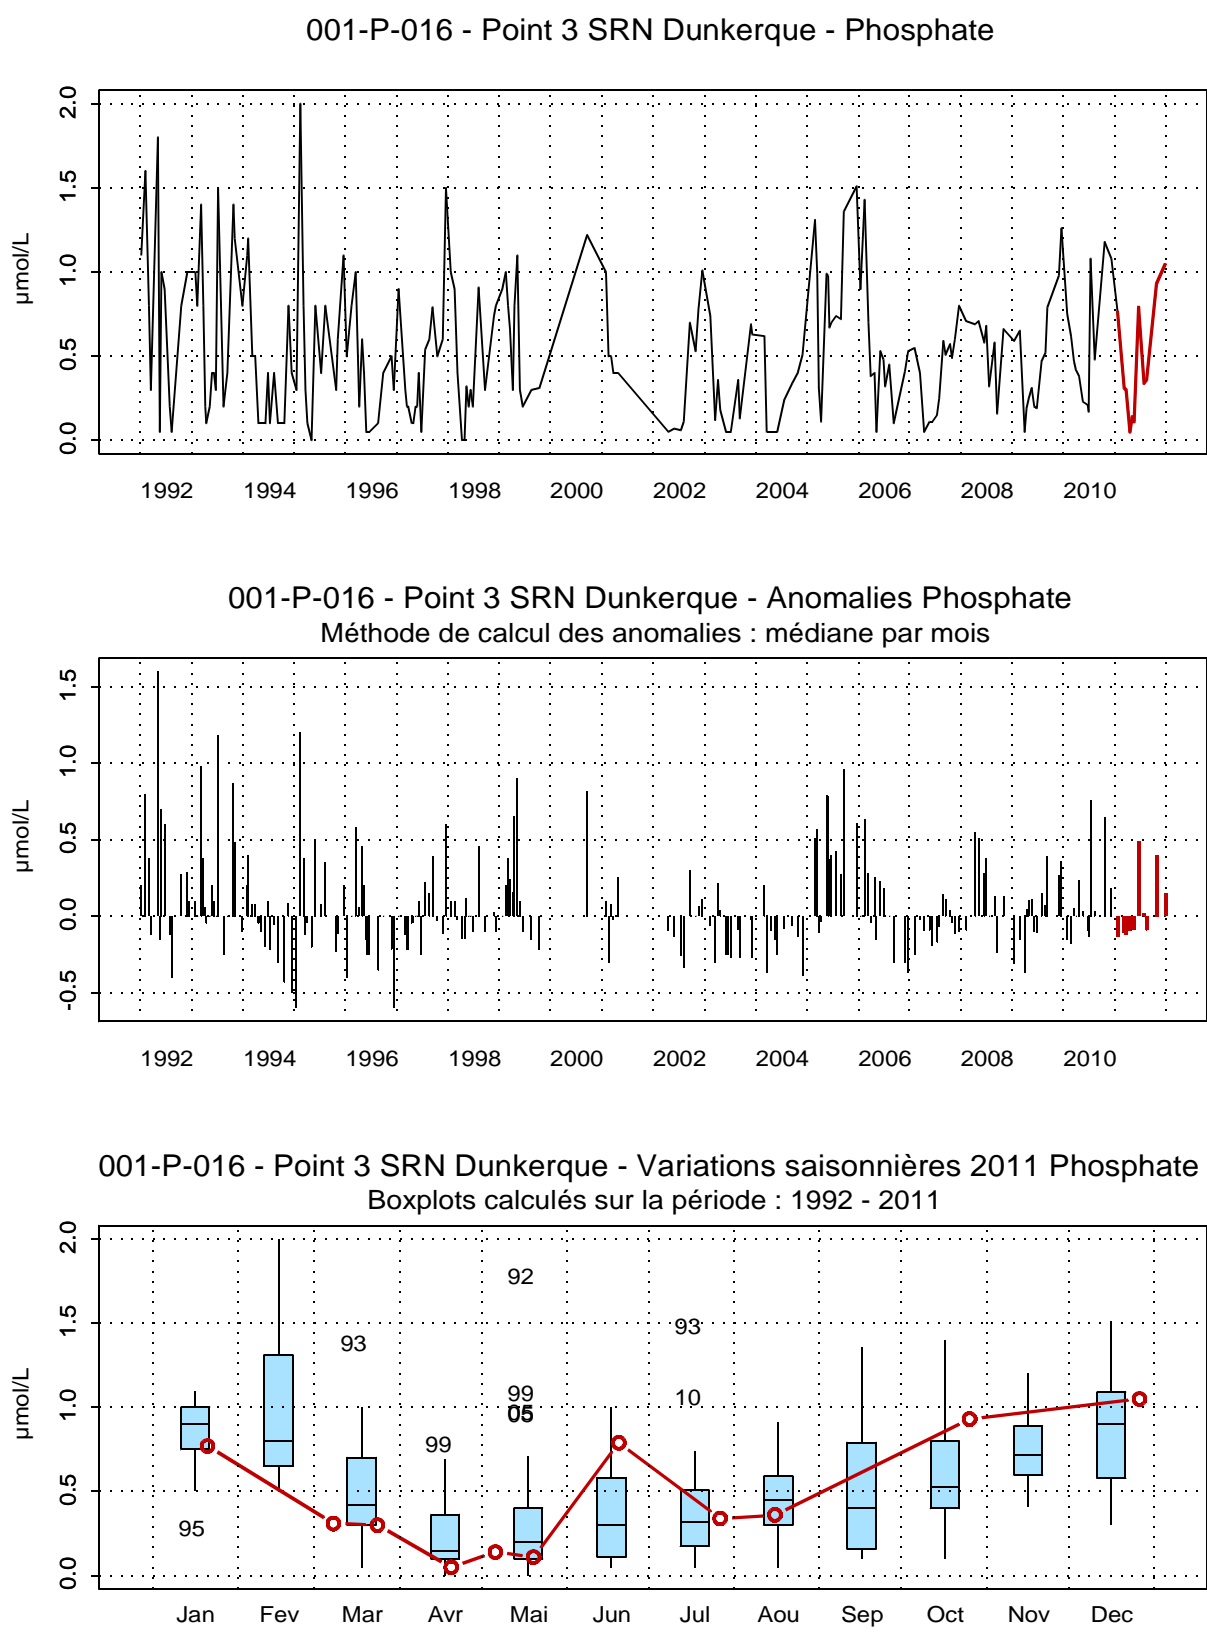 001-P-016 - Point 3 SRN Dunkerque - Phosphate
2.0
1.5
1.0
0.5
0.0
µmol/L
1992 1994 1996 1998 2000 2002 2004 2006 2008 2010
001-P-016 - Point 3 SRN Dunkerque - Anomalies Phosphate
Méthode de calcul des anomalies : médiane par mois
1.5
1.0
0.5
0.0
-0.5
µmol/L
1992 1994 1996 1998 2000 2002 2004 2006 2008 2010
001-P-016 - Point 3 SRN Dunkerque - Variations saisonnières 2011 Phosphate
Boxplots calculés sur la période : 1992 - 2011
2.0
1.5
1.0
0.5
0.0
µmol/L
92
93
93
99
10
05
99
95
Jan Fev Mar Avr Mai Jun Jul Aou Sep Oct Nov Dec